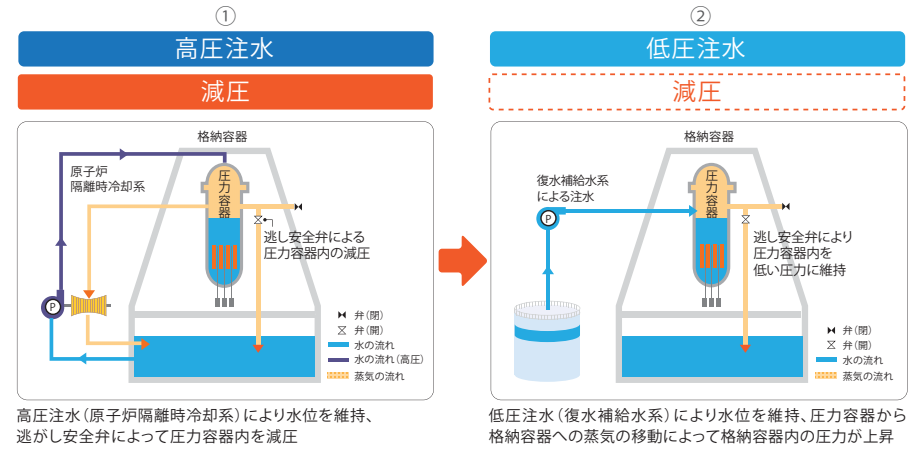 ①
高圧注水
減圧
格納容器
原子炉
隔離時冷却系
圧力容器
逃し安全弁による
圧力容器内の減圧
P
弁（閉）
弁（開）
水の流れ
水の流れ（高圧）
蒸気の流れ
高圧注水（原子炉隔離時冷却系）により水位を維持、
逃がし安全弁によって圧力容器内を減圧
②
低圧注水
減圧
格納容器
復水補給水系
による注水
P
圧力容器
逃し安全弁により
圧力容器内を
低い圧力に維持
弁（閉）
弁（開）
水の流れ
蒸気の流れ
低圧注水（復水補給水系）により水位を維持、圧力容器から
格納容器への蒸気の移動によって格納容器内の圧力が上昇